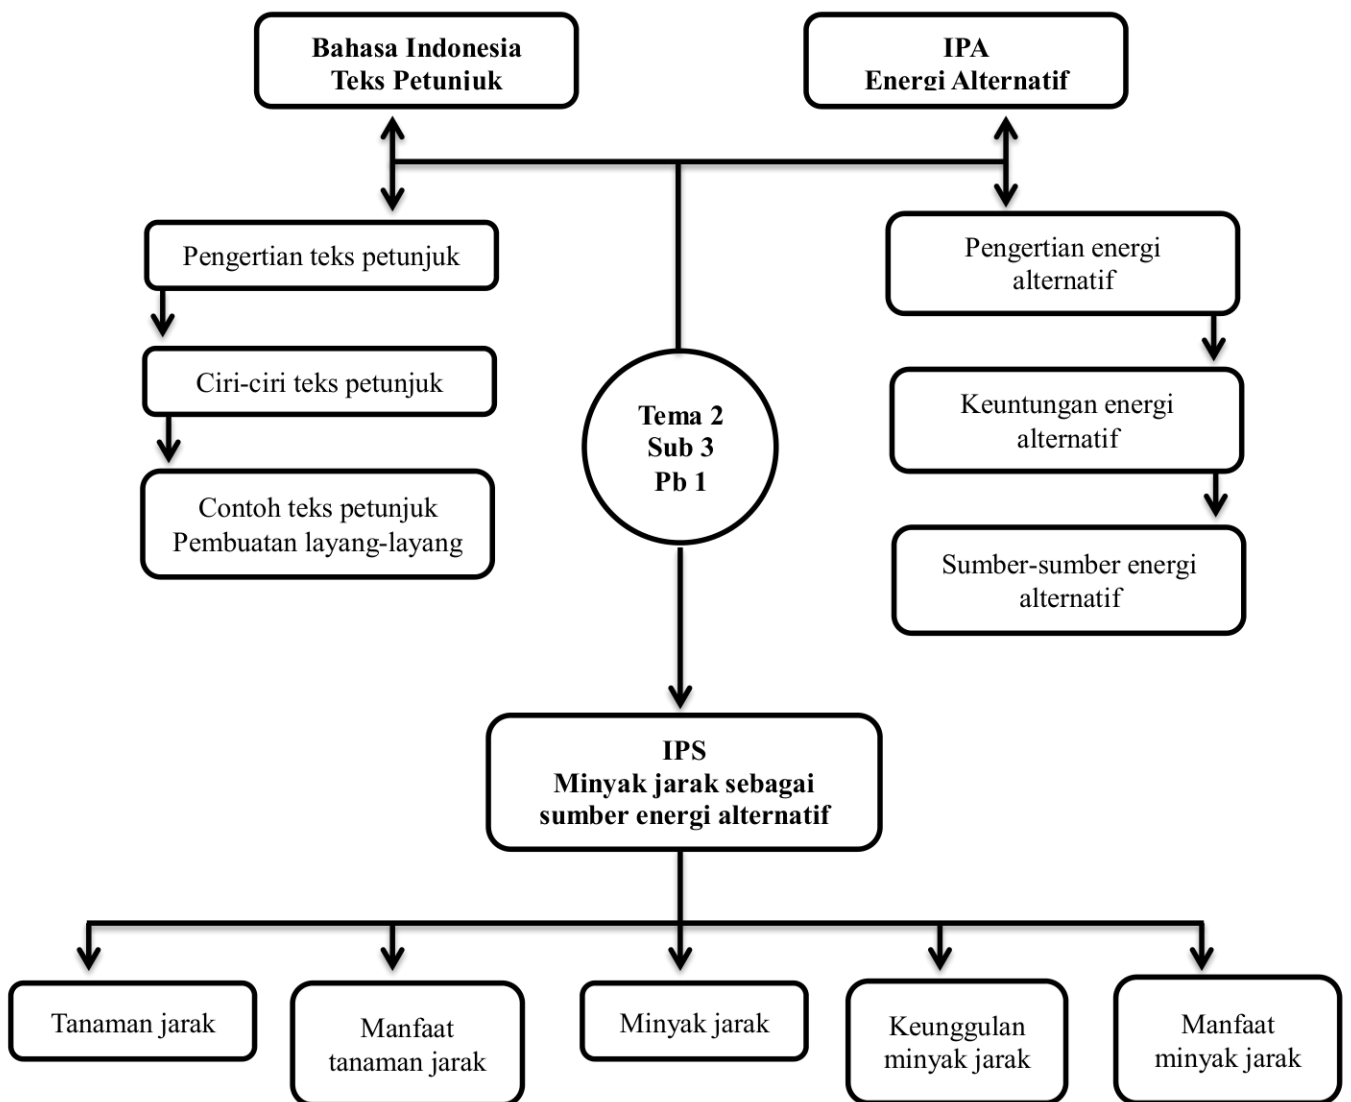 Bahasa Indonesia
Teks Petunjuk
IPA
Energi Alternatif
Pengertian teks petunjuk
Ciri-ciri teks petunjuk
Contoh teks petunjuk
Pembuatan layang-layang
Tema 2
Sub 3
Pb 1
Pengertian energi
alternatif
Keuntungan energi
alternatif
Sumber-sumber energi
alternatif
IPS
Minyak jarak sebagai
sumber energi alternatif
Tanaman jarak
Manfaat
tanaman jarak
Minyak jarak
Keunggulan
minyak jarak
Manfaat
minyak jarak